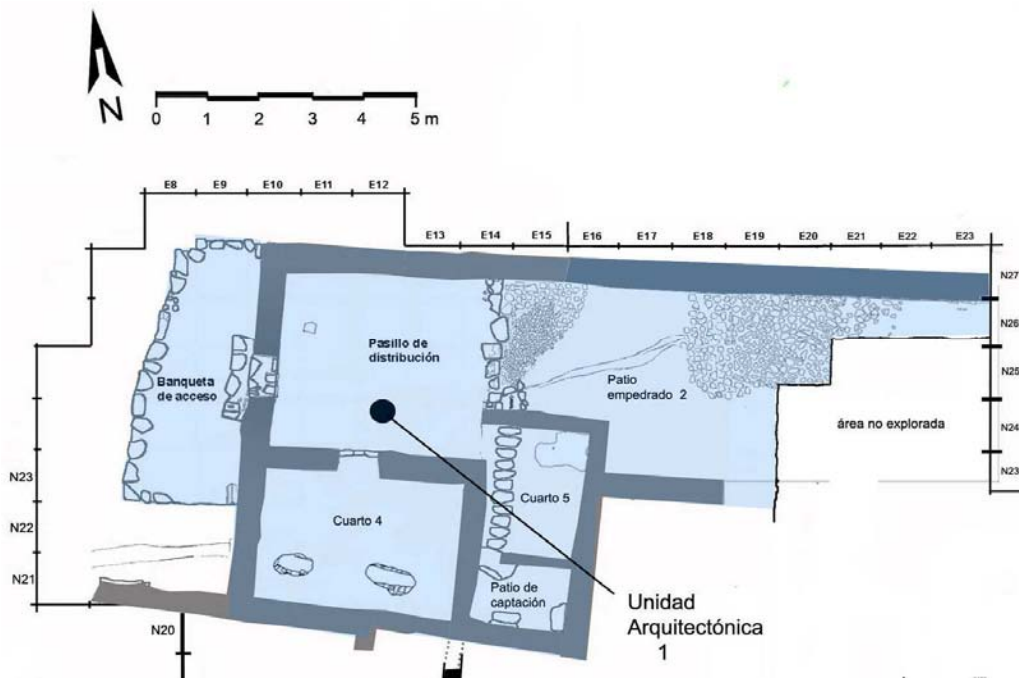 N
0 1 2 3 4 5 m
E8 E9 E10 E11 E12
E13 E14 E15 E16 E17 E18 E19 E20 E21 E22 E23
N27
N26
N25
N24
N23
Pasillo de
distribución
Banqueta
de acceso
Patio
empedrado 2
área no explorada
N23
N22
N21
N20
Cuarto 4
Cuarto 5
Patio de
captación
Unidad
Arquitectónica
1